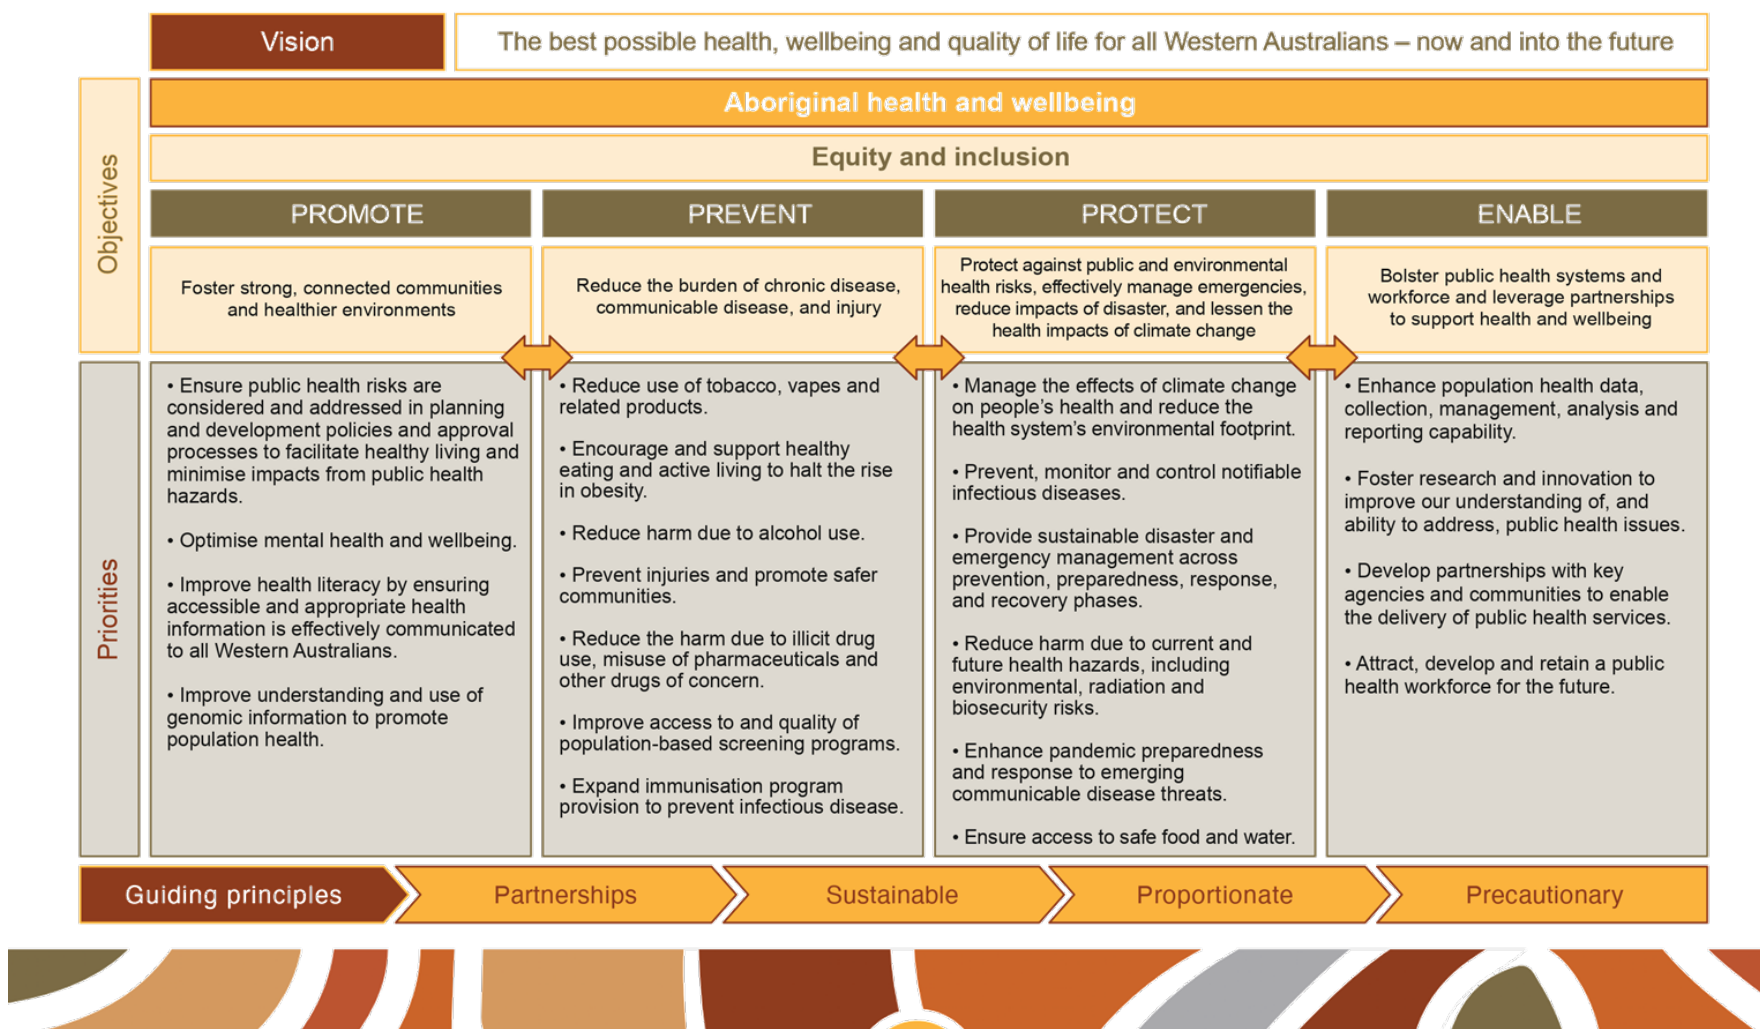 Vision
The best possible health, wellbeing and quality of life for all Western Australians – now and into the future
Objectives
Aboriginal health and wellbeing
Equity and inclusion
PROMOTE
Foster strong, connected communities
and healthier environments
PREVENT
Reduce the burden of chronic disease,
communicable disease, and injury
PROTECT
Protect against public and environmental
health risks, effectively manage emergencies,
reduce impacts of disaster, and lessen the
health impacts of climate change
ENABLE
Bolster public health systems and
workforce and leverage partnerships
to support health and wellbeing
Priorities
• Ensure public health risks are
considered and addressed in planning
and development policies and approval
processes to facilitate healthy living and
minimise impacts from public health
hazards.
• Optimise mental health and wellbeing.
• Improve health literacy by ensuring
accessible and appropriate health
information is effectively communicated
to all Western Australians.
• Improve understanding and use of
genomic information to promote
population health.
• Reduce use of tobacco, vapes and
related products.
• Encourage and support healthy
eating and active living to halt the rise
in obesity.
• Reduce harm due to alcohol use.
• Prevent injuries and promote safer
communities.
• Reduce the harm due to illicit drug
use, misuse of pharmaceuticals and
other drugs of concern.
• Improve access to and quality of
population-based screening programs.
• Expand immunisation program
provision to prevent infectious disease.
• Manage the effects of climate change
on people's health and reduce the
health system's environmental footprint.
• Prevent, monitor and control notifiable
infectious diseases.
• Provide sustainable disaster and
emergency management across
prevention, preparedness, response,
and recovery phases.
• Reduce harm due to current and
future health hazards, including
environmental, radiation and
biosecurity risks.
• Enhance pandemic preparedness
and response to emerging
communicable disease threats.
• Ensure access to safe food and water.
• Enhance population health data,
collection, management, analysis and
reporting capability.
• Foster research and innovation to
improve our understanding of, and
ability to address, public health issues.
• Develop partnerships with key
agencies and communities to enable
the delivery of public health services.
• Attract, develop and retain a public
health workforce for the future.
Guiding principles
Partnerships
Sustainable
Proportionate
Precautionary